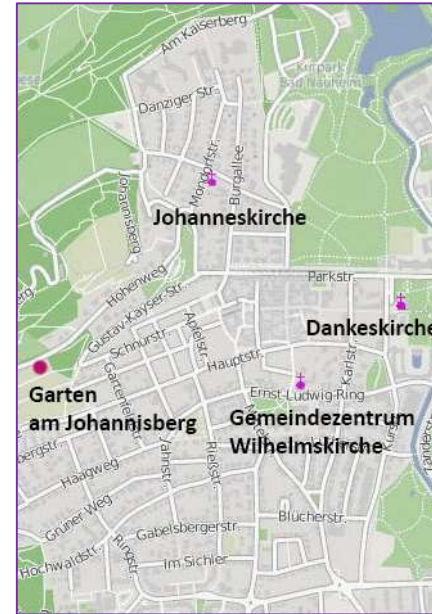 Am Kaiserberg
Kurpark
Bad Nauheim
Danziger Str.
Johannisberg
Mondorfstr.
Burgallee
Johanneskirche
Höhenweg
Parkstr.
Gustav-Kayser-Str.
Schnurstr.
Apfelstr.
Dankeskirche
Hauptstr.
Karlstr.
Garten
am Johannisberg
Gartenfeldstr.
Ernst-Ludwig-Ring
Gemeindezentrum
Wilhelmskirche
Jahnstr.
Rießstr.
Haagweg
Grüner Weg
Blücherstr.
Gabelsbergerstr.
Hochwaldstr.
Ringstr.
Im Sichler